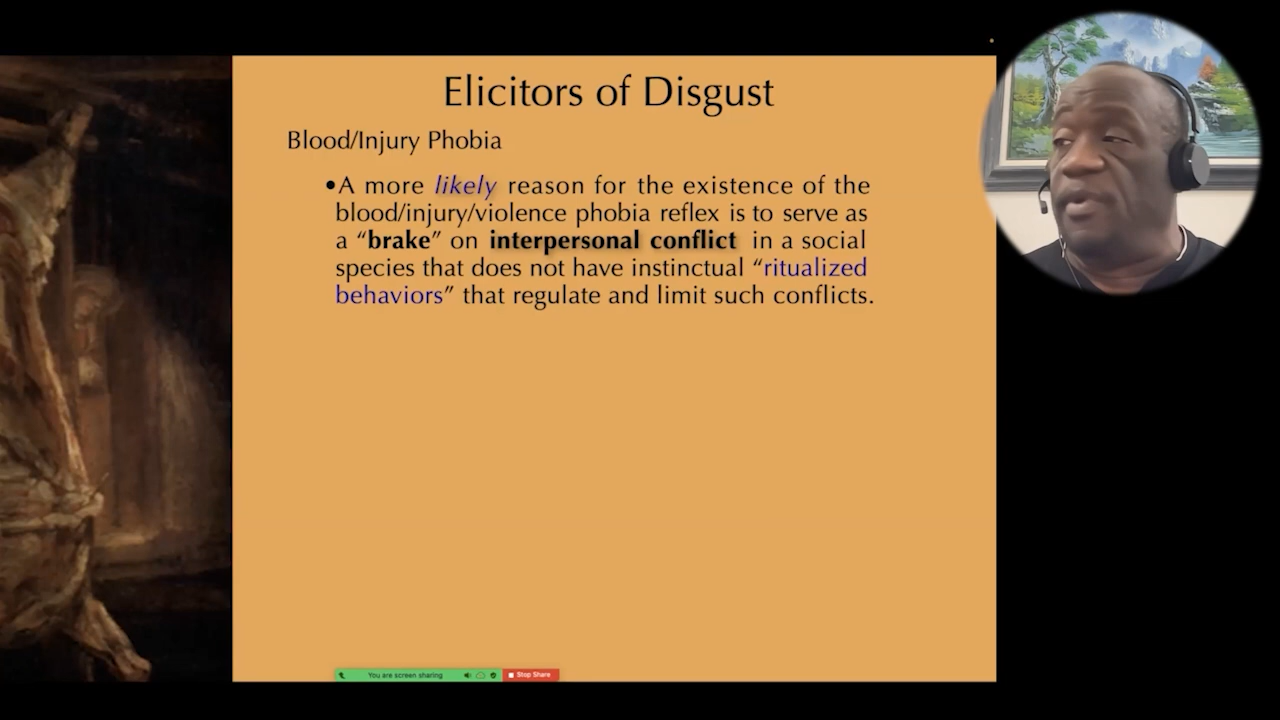 Elicitors of Disgust
Blood/Injury Phobia
•A more likely reason for the existence of the
blood/injury/violence phobia reflex is to serve as
a “brake” on interpersonal conflict in a social
species that does not have instinctual “ritualized
behaviors” that regulate and limit such conflicts.
You are screen sharing
Stop Share